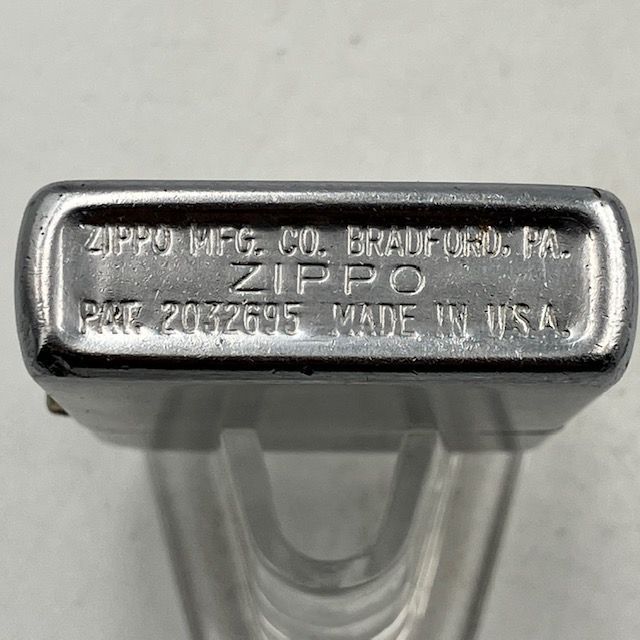 ZIPPO MFG. CO. BRADFORD, PA.
ZIPPO
PAT. 2032695 MADE IN U.S.A.